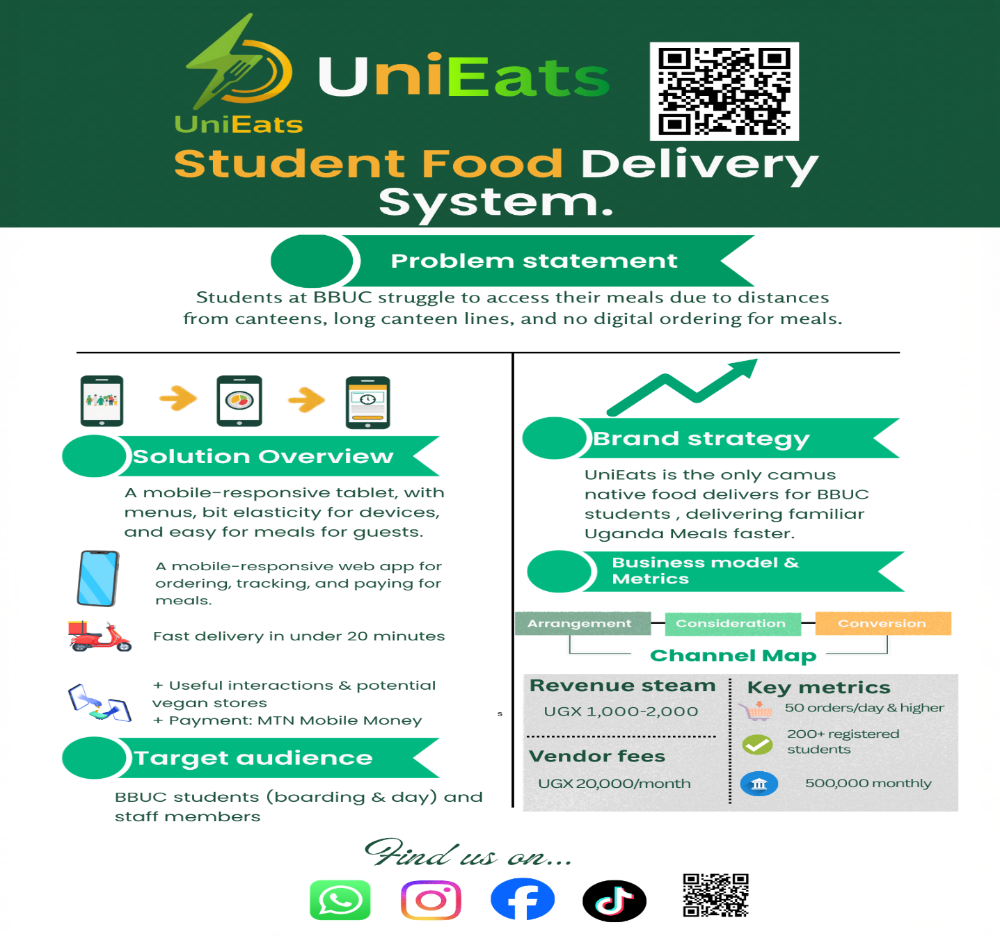 UniEats
UniEats
Student Food Delivery
System.
Problem statement
Students at BBUC struggle to access their meals due to distances
from canteens, long canteen lines, and no digital ordering for meals.
Solution Overview
A mobile-responsive tablet, with
menus, bit elasticity for devices,
and easy for meals for guests.
A mobile-responsive web app for
ordering, tracking, and paying for
meals.
Fast delivery in under 20 minutes
+ Useful interactions & potential
vegan stores
+ Payment: MTN Mobile Money
s
Target audience
BBUC students (boarding & day) and
staff members
Brand strategy
UniEats is the only camus
native food delivers for BBUC
students , delivering familiar
Uganda Meals faster.
Business model &
Metrics
Arrangement
Consideration
Conversion
Channel Map
Revenue steam
UGX 1,000-2,000
Vendor fees
UGX 20,000/month
Key metrics
50 orders/day & higher
200+ registered
students
500,000 monthly
Find us on...